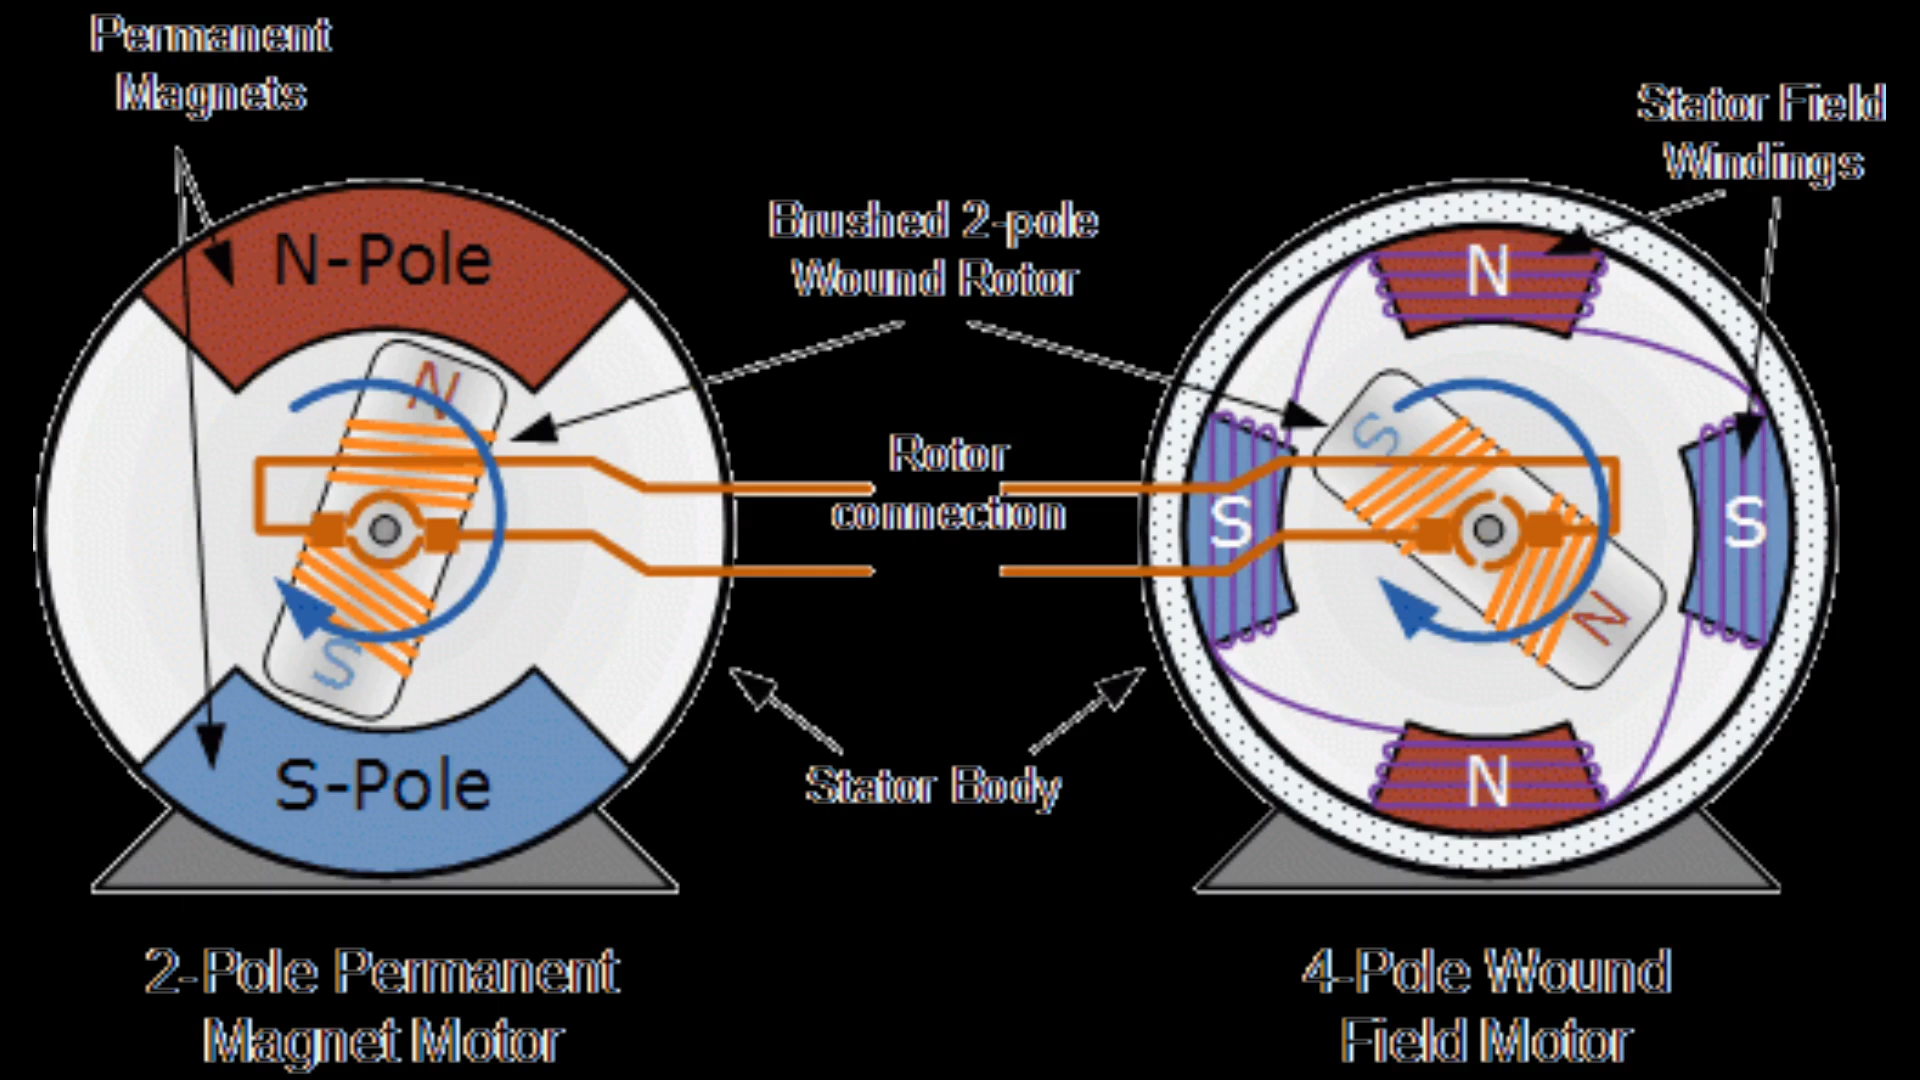 Permanent
Magnets
N-Pole
N
S
S-Pole
2-Pole Permanent
Magnet Motor
Brushed 2-pole
Wound Rotor
Rotor
connection
Stator Body
Stator Field
Windings
N
S
S
S
N
N
4-Pole Wound
Field Motor